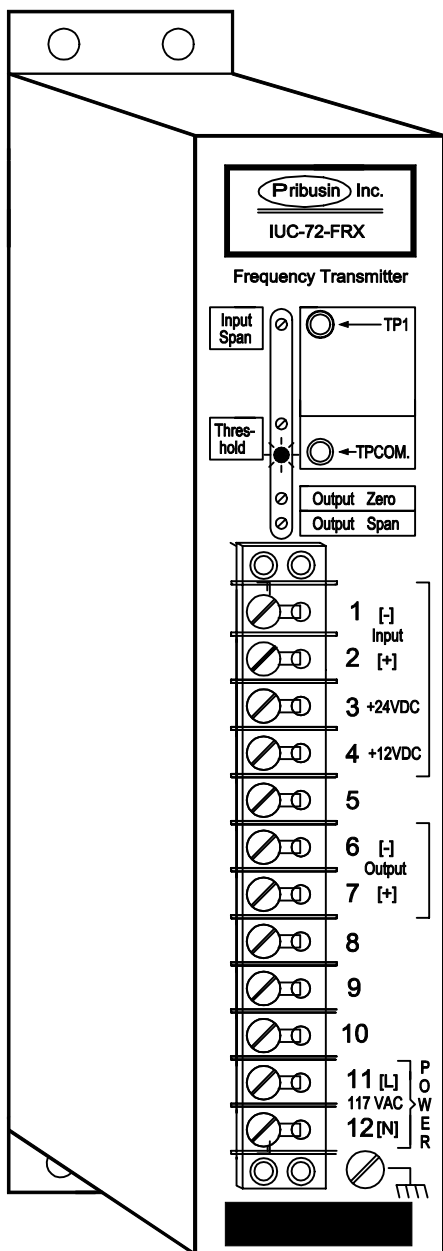 Pribusin Inc.
IUC-72-FRX
Frequency Transmitter
Input
Span
TP1
Thres-
hold
TPCOM.
Output Zero
Output Span
1 [-]
Input
2 [+]
3 +24VDC
4 +12VDC
5
6 [-]
Output
7 [+]
8
9
10
11 [L]
117 VAC
12 [N]
POWER